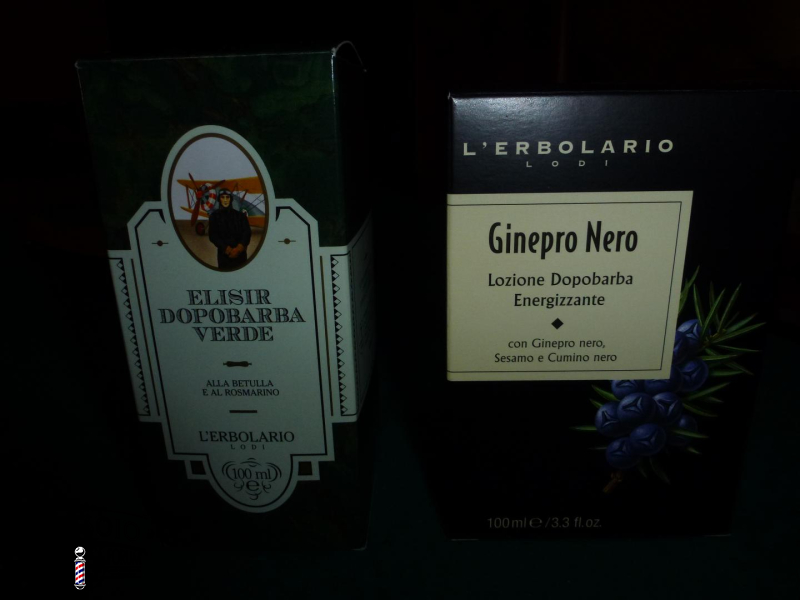 ELISIR
DOPOBARBA
VERDE
ALLA BETULLA
E AL ROSMARINO
L'ERBOLARIO
LODI
100 ml
e
L'ERBOLARIO
LODI
Ginepro Nero
Lozione Dopobarba
Energizzante
con Ginepro nero,
Sesamo e Cumino nero
100 ml e / 3.3 fl.oz.